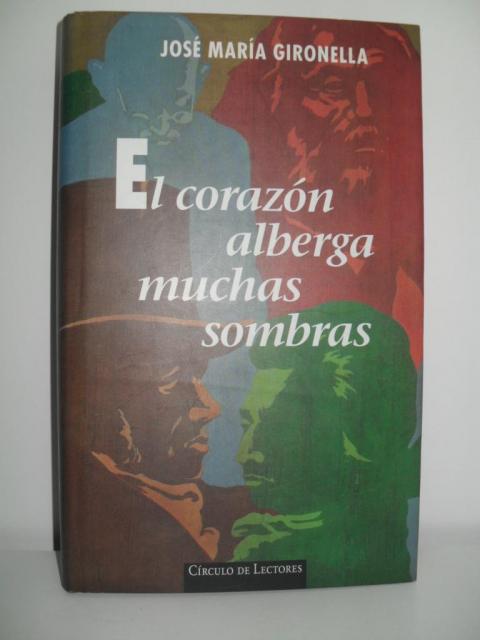 JOSÉ MARÍA GIRONELLA
El corazón
alberga
muchas
sombras
CÍRCULO DE LECTORES